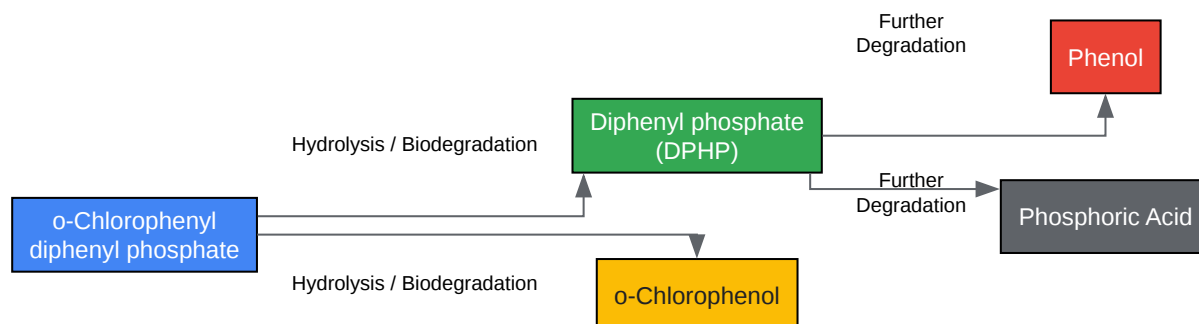 Further
Degradation
Phenol
Diphenyl phosphate
(DPHP)
Hydrolysis / Biodegradation
Further
Degradation
o-Chlorophenyl
diphenyl phosphate
Phosphoric Acid
Hydrolysis / Biodegradation
o-Chlorophenol